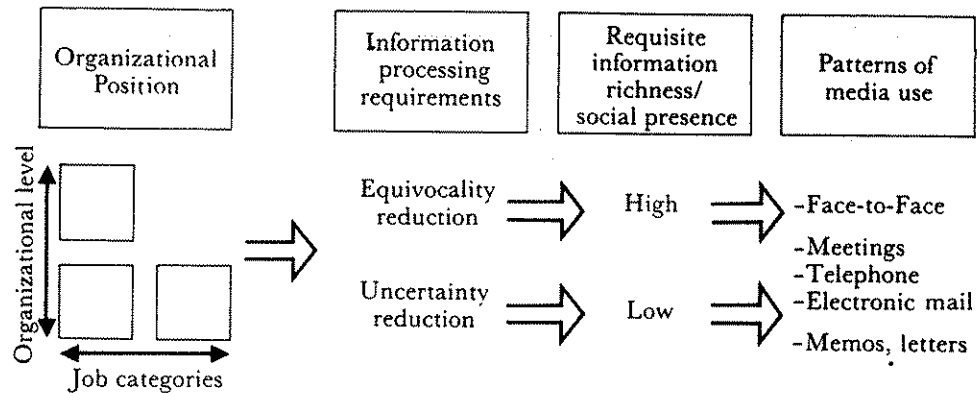 Organizational
Position
Information
processing
requirements
Requisite
information
richness/
social presence
Patterns of
media use
Organizational level
Job categories
Equivocality
reduction
High
Uncertainty
reduction
Low
-Face-to-Face
-Meetings
-Telephone
-Electronic mail
-Memos, letters